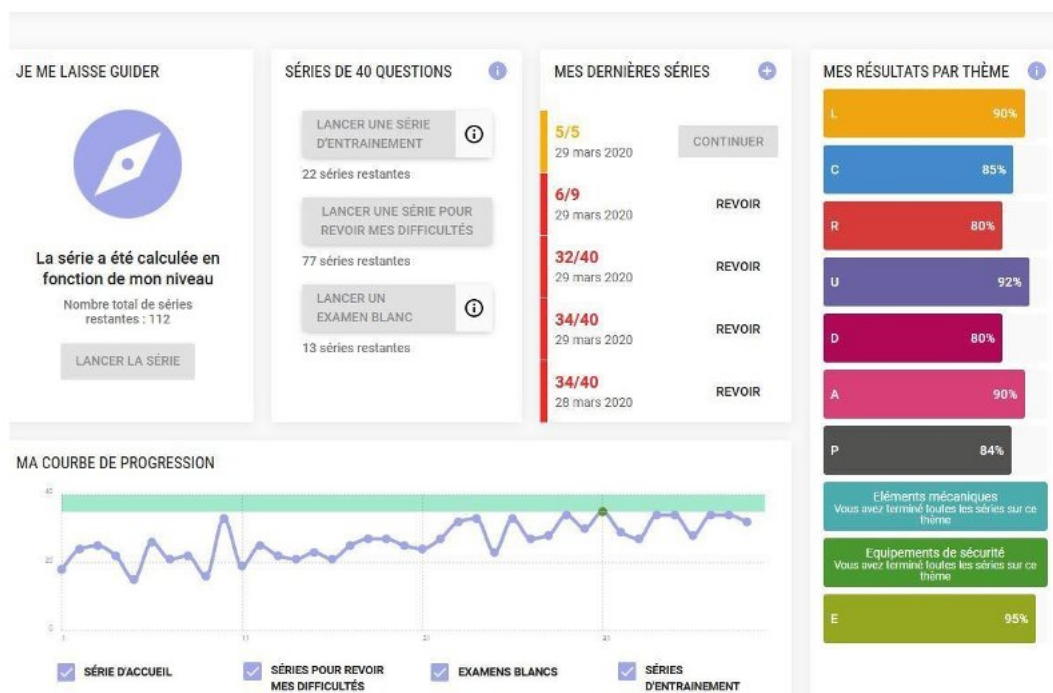 JE ME LAISSE GUIDER
La série a été calculée en
fonction de mon niveau
Nombre total de séries
restantes : 112
LANCER LA SÉRIE
SÉRIES DE 40 QUESTIONS
LANCER UNE SÉRIE
D'ENTRAINEMENT
22 séries restantes
LANCER UNE SÉRIE POUR
REVOIR MES DIFFICULTÉS
77 séries restantes
LANCER UN
EXAMEN BLANC
13 séries restantes
MES DERNIÈRES SÉRIES
5/5
29 mars 2020
CONTINUER
6/9
29 mars 2020
REVOIR
32/40
29 mars 2020
REVOIR
34/40
29 mars 2020
REVOIR
34/40
28 mars 2020
REVOIR
MES RÉSULTATS PAR THÈME
L 90%
C 85%
R 80%
U 92%
D 80%
A 90%
P 84%
Eléments mécaniques
Vous avez terminé toutes les séries sur ce
thème
Equipements de sécurité
Vous avez terminé toutes les séries sur ce
thème
E 95%
MA COURBE DE PROGRESSION
40
20
0
1 11 21 31
SÉRIE D'ACCUEIL
SÉRIES POUR REVOIR
MES DIFFICULTÉS
EXAMENS BLANCS
SÉRIES
D'ENTRAINEMENT